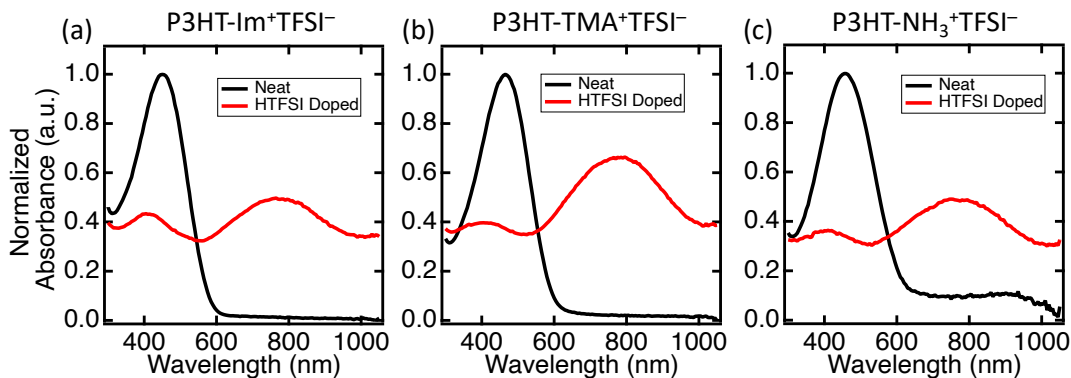 (a) P3HT-Im⁺TFSI⁻
Normalized
Absorbance (a.u.)
1.0
0.8
0.6
0.4
0.2
0.0
Neat
HTFSI Doped
400 600 800 1000
Wavelength (nm)
(b) P3HT-TMA⁺TFSI⁻
1.0
0.8
0.6
0.4
0.2
0.0
Neat
HTFSI Doped
400 600 800 1000
Wavelength (nm)
(c) P3HT-NH₃⁺TFSI⁻
1.0
0.8
0.6
0.4
0.2
0.0
Neat
HTFSI Doped
400 600 800 1000
Wavelength (nm)